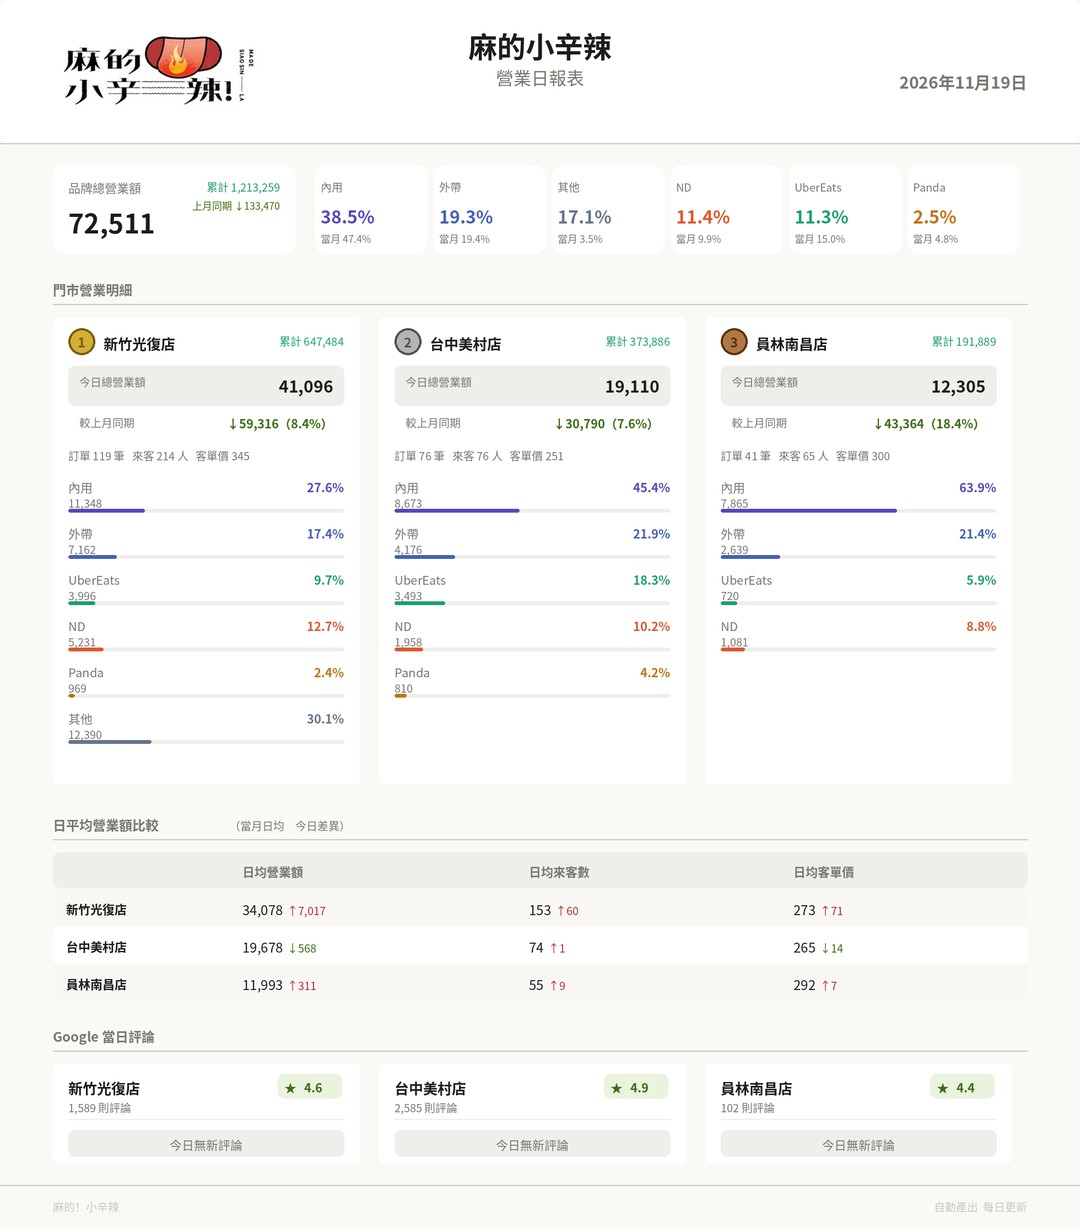 麻的
小辛辣!
MADE SIAO SIN LA
麻的小辛辣
營業日報表
2026年11月19日
品牌總營業額
累計 1,213,259
上月同期 ↓133,470
72,511
內用
38.5%
當月 47.4%
外帶
19.3%
當月 19.4%
其他
17.1%
當月 3.5%
ND
11.4%
當月 9.9%
UberEats
11.3%
當月 15.0%
Panda
2.5%
當月 4.8%
門市營業明細
1 新竹光復店 累計 647,484
今日總營業額 41,096
較上月同期 ↓59,316（8.4%）
訂單 119 筆 來客 214 人 客單價 345
內用 27.6%
11,348
外帶 17.4%
7,162
UberEats 9.7%
3,996
ND 12.7%
5,231
Panda 2.4%
969
其他 30.1%
12,390
2 台中美村店 累計 373,886
今日總營業額 19,110
較上月同期 ↓30,790（7.6%）
訂單 76 筆 來客 76 人 客單價 251
內用 45.4%
8,673
外帶 21.9%
4,176
UberEats 18.3%
3,493
ND 10.2%
1,958
Panda 4.2%
810
3 員林南昌店 累計 191,889
今日總營業額 12,305
較上月同期 ↓43,364（18.4%）
訂單 41 筆 來客 65 人 客單價 300
內用 63.9%
7,865
外帶 21.4%
2,639
UberEats 5.9%
720
ND 8.8%
1,081
日平均營業額比較 （當月日均 今日差異）
日均營業額 日均來客數 日均客單價
新竹光復店 34,078 ↑7,017 153 ↑60 273 ↑71
台中美村店 19,678 ↓568 74 ↑1 265 ↓14
員林南昌店 11,993 ↑311 55 ↑9 292 ↑7
Google 當日評論
新竹光復店 ★ 4.6
1,589 則評論
今日無新評論
台中美村店 ★ 4.9
2,585 則評論
今日無新評論
員林南昌店 ★ 4.4
102 則評論
今日無新評論
麻的！小辛辣
自動產出 每日更新